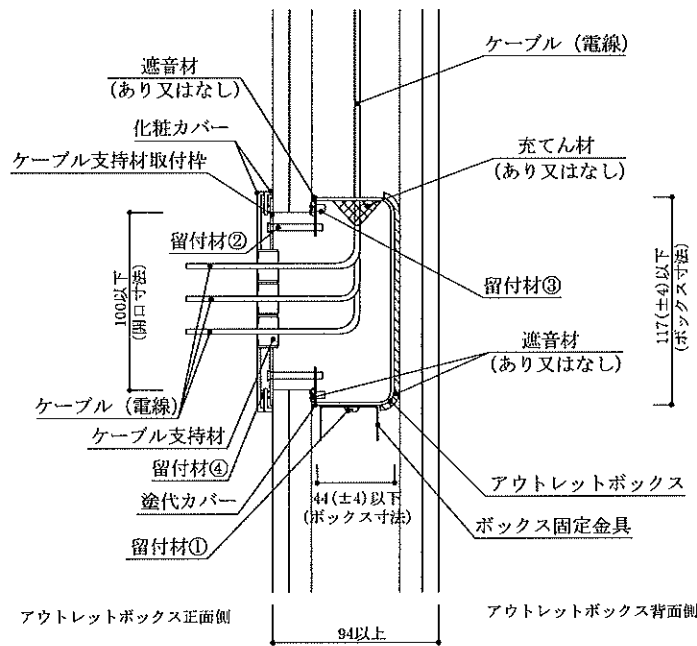 ケーブル（電線）
遮音材
(あり又はなし)
化粧カバー
ケーブル支持材取付枠
充てん材
(あり又はなし)
留付材②
留付材③
100以下
(開口寸法)
117(±4)以下
(ボックス寸法)
遮音材
(あり又はなし)
ケーブル（電線）
ケーブル支持材
留付材④
塗代カバー
44(±4)以下
(ボックス寸法)
アウトレットボックス
ボックス固定金具
留付材①
アウトレットボックス正面側
アウトレットボックス背面側
94以上